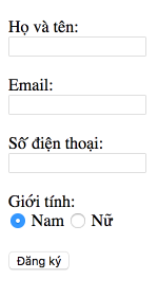 Họ và tên:
Email:
Số điện thoại:
Giới tính:
Nam Nữ
Đăng ký